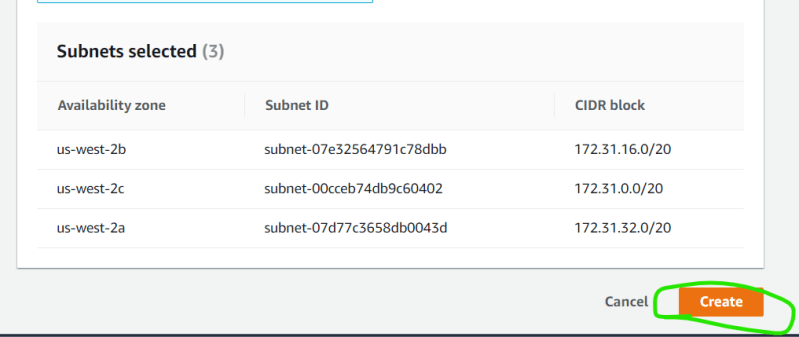 Subnets selected (3)
Availability zone Subnet ID CIDR block
us-west-2b subnet-07e32564791c78dbb 172.31.16.0/20
us-west-2c subnet-00cceb74db9c60402 172.31.0.0/20
us-west-2a subnet-07d77c3658db0043d 172.31.32.0/20
Cancel Create